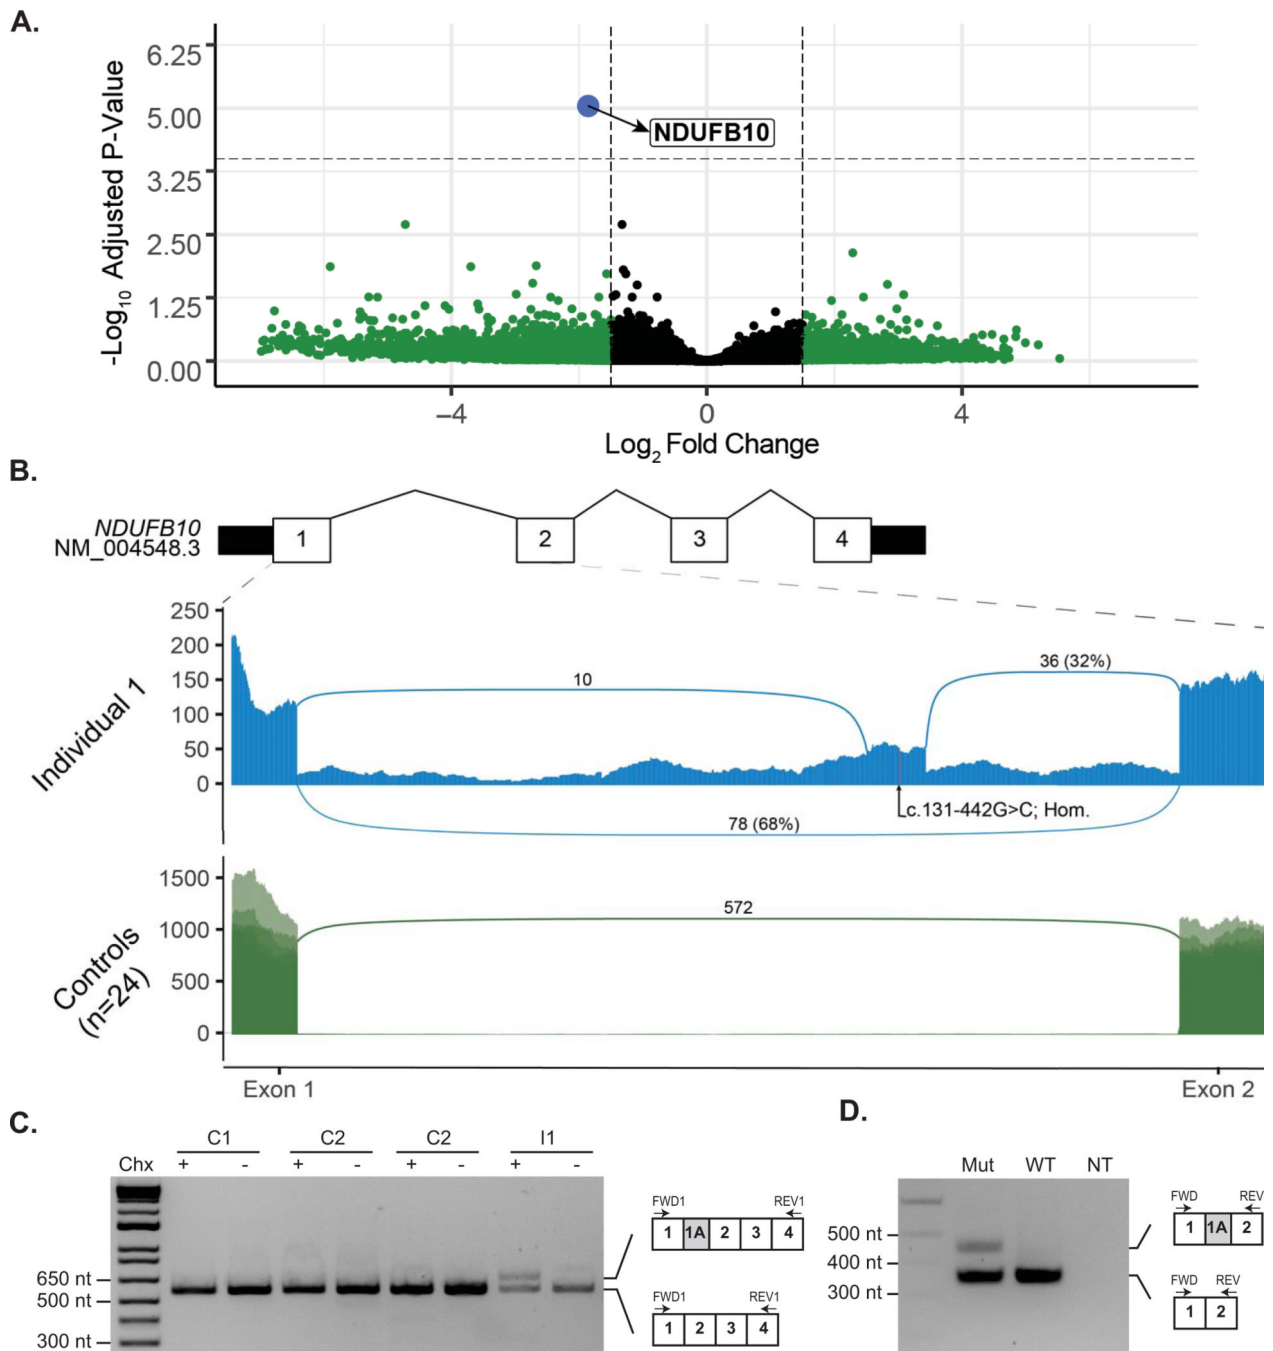 A.
-Log10 Adjusted P-Value
6.25
5.00
3.25
2.50
1.25
0.00
NDUFB10
−4
0
4
Log2 Fold Change
B.
NDUFB10
NM_004548.3
1
2
3
4
Individual 1
250
200
150
100
50
0
10
36 (32%)
c.131-442G>C; Hom.
78 (68%)
Controls
(n=24)
1500
1000
500
0
572
Exon 1
Exon 2
C.
C1
C2
C2
I1
Chx
+
-
+
-
+
-
+
-
650 nt
500 nt
300 nt
FWD1
REV1
1
1A
2
3
4
FWD1
REV1
1
2
3
4
D.
Mut
WT
NT
500 nt
400 nt
300 nt
FWD
REV
1
1A
2
FWD
REV
1
2